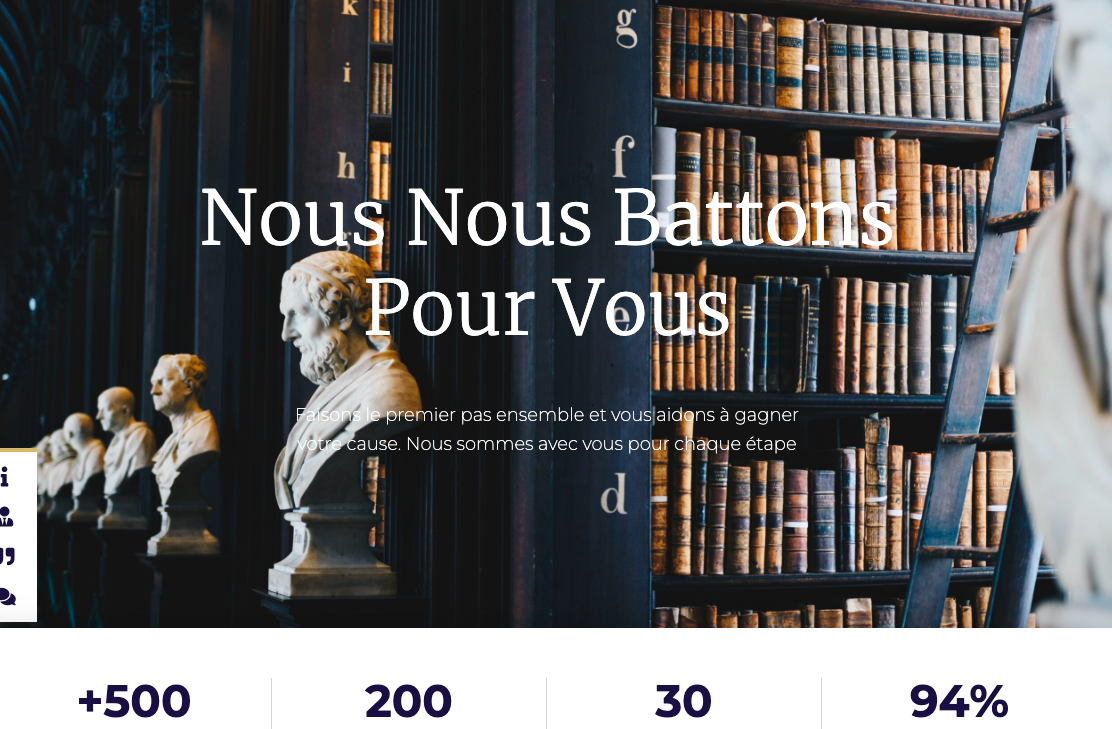 k
i
h
g
g
f
e
d
Nous Nous Battons
Pour Vous
Faisons le premier pas ensemble et vous aidons à gagner
votre cause. Nous sommes avec vous pour chaque étape
+500
200
30
94%